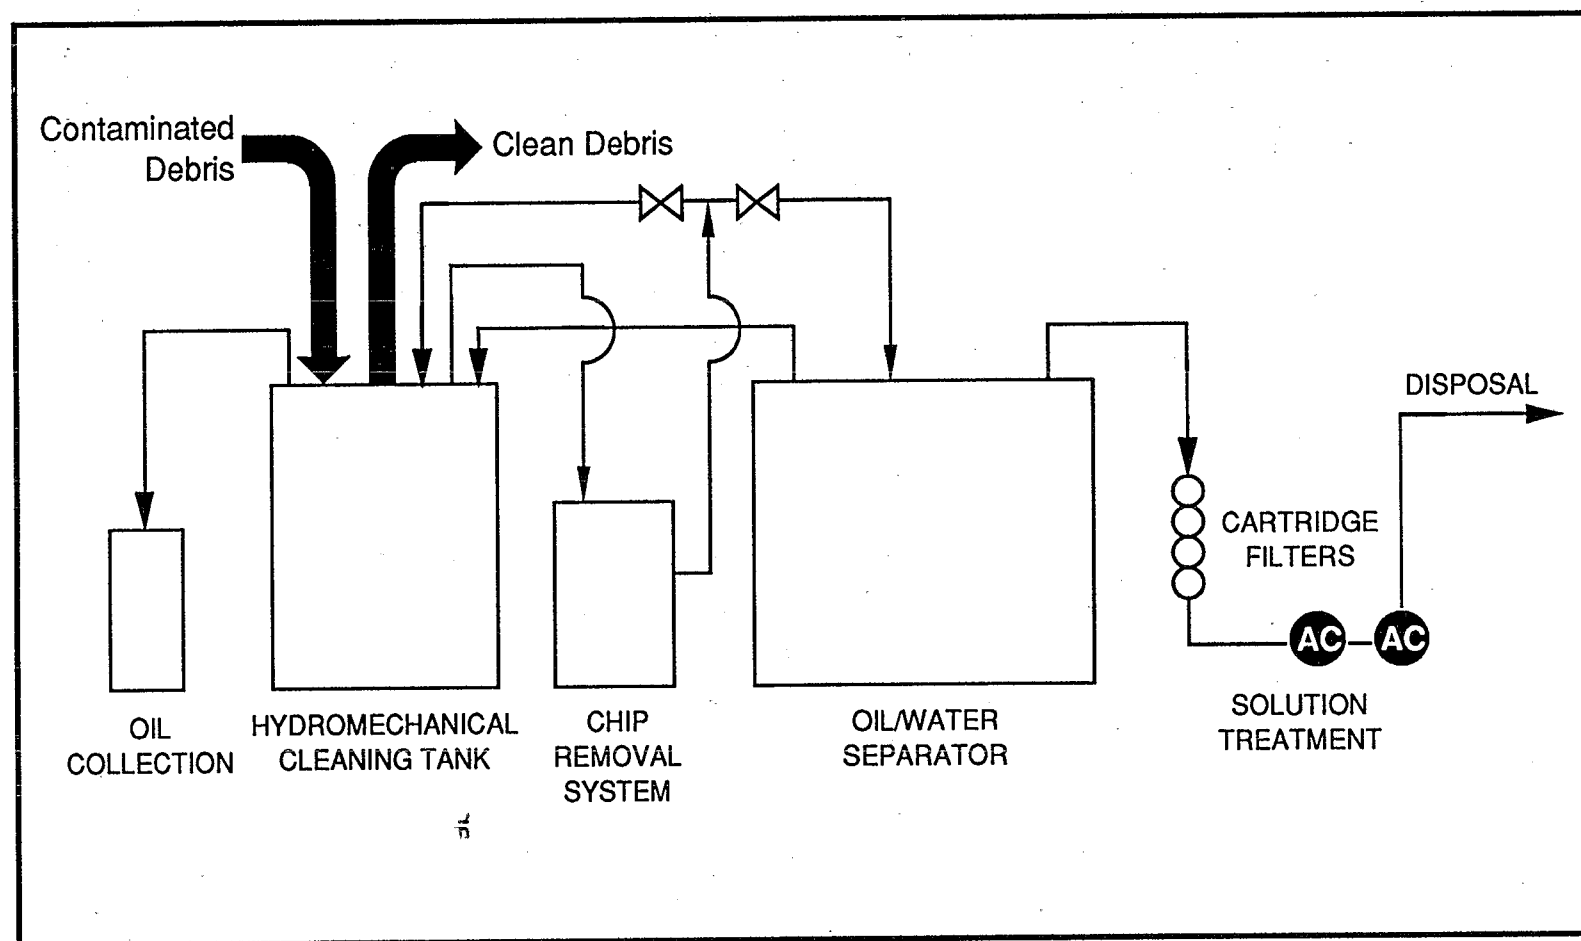 Contaminated
Debris
Clean Debris
DISPOSAL
CARTRIDGE
FILTERS
AC
AC
SOLUTION
TREATMENT
OIL
COLLECTION
HYDROMECHANICAL
CLEANING TANK
CHIP
REMOVAL
SYSTEM
OIL/WATER
SEPARATOR